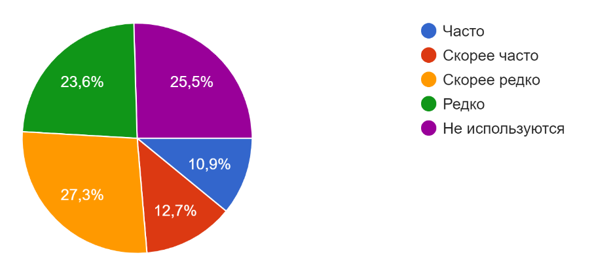 23,6%
25,5%
10,9%
12,7%
27,3%
Часто
Скорее часто
Скорее редко
Редко
Не используются